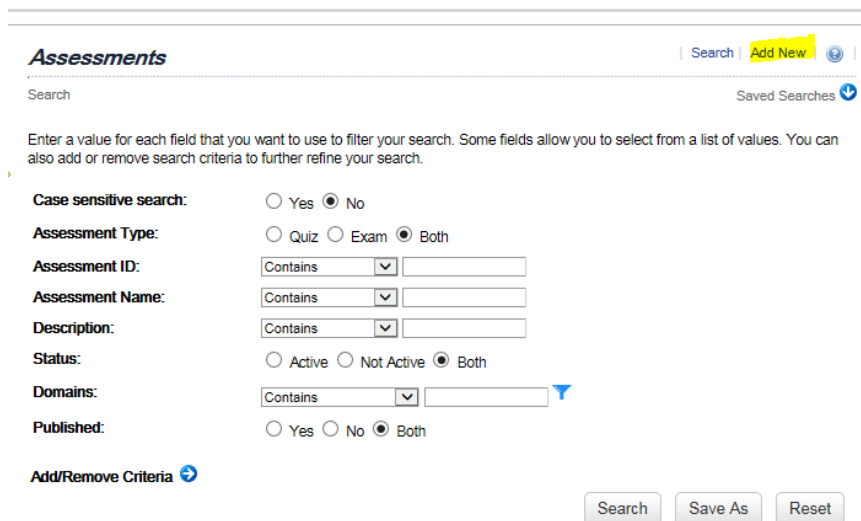 Assessments
Search | Add New
Search
Saved Searches
Enter a value for each field that you want to use to filter your search. Some fields allow you to select from a list of values. You can
also add or remove search criteria to further refine your search.
Case sensitive search: Yes No
Assessment Type: Quiz Exam Both
Assessment ID: Contains
Assessment Name: Contains
Description: Contains
Status: Active Not Active Both
Domains: Contains
Published: Yes No Both
Add/Remove Criteria
Search Save As Reset